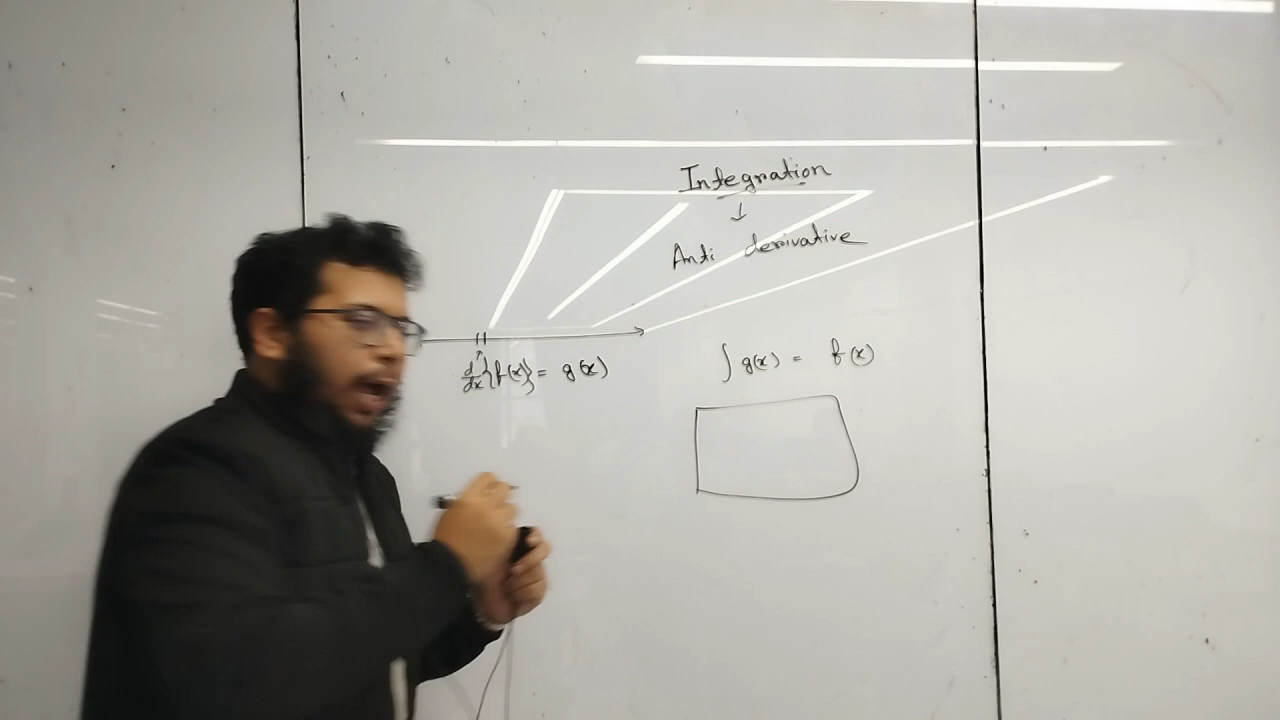 Integration
↓
Anti derivative
d/dx {f(x)} = g(x)
∫ g(x) = f(x)